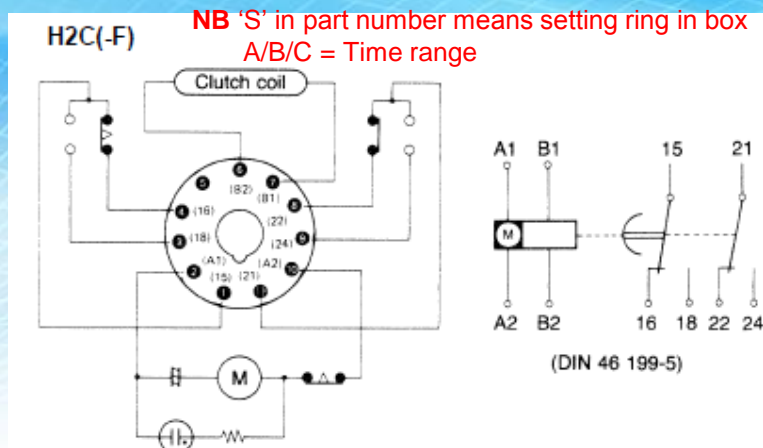 NB 'S' in part number means setting ring in box
A/B/C = Time range
H2C(-F)
Clutch coil
6
5 7
(B2) (B1)
4 (16) (22) 8
3 (18) (24) 9
2 (A1) (A2) 10
(15) (21)
1 11
M
A1 B1 15 21
M
A2 B2 16 18 22 24
(DIN 46 199-5)